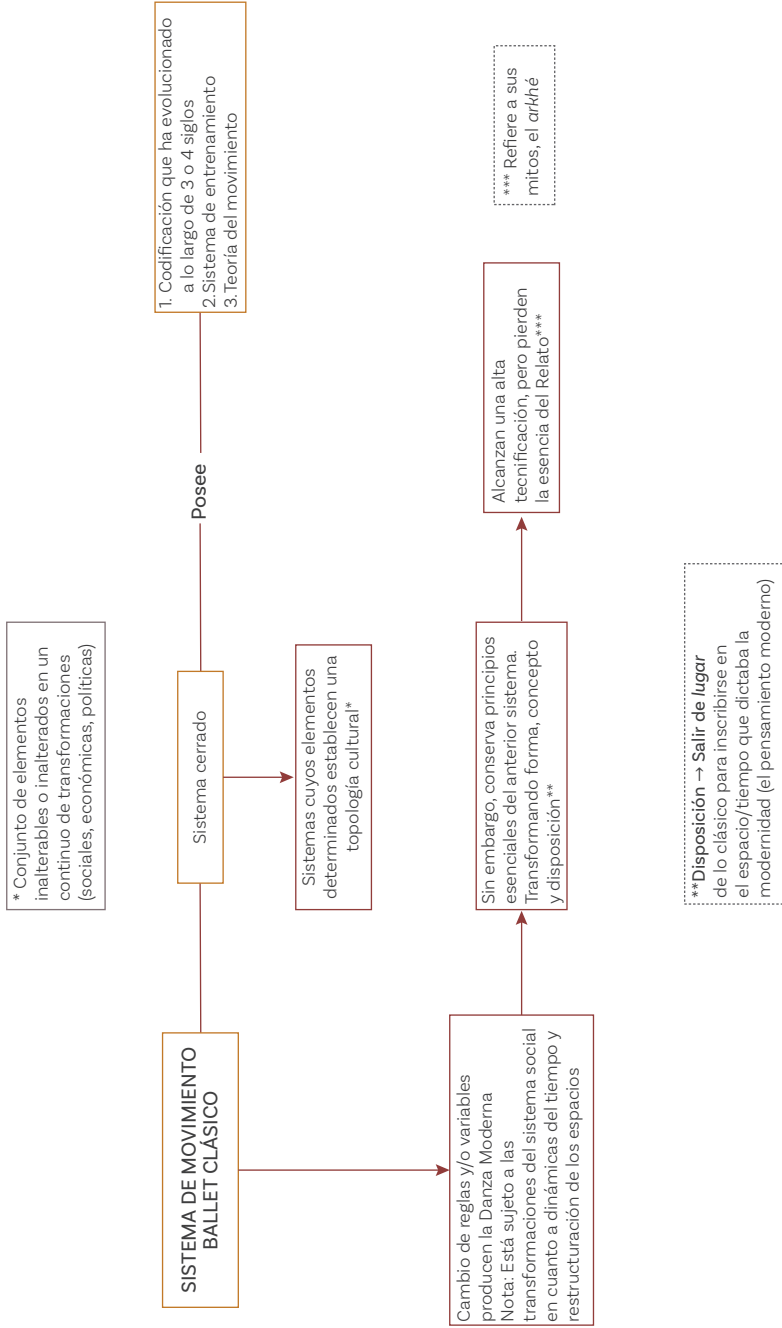 * Conjunto de elementos
inalterables o inalterados en un
continuo de transformaciones
(sociales, económicas, políticas)
SISTEMA DE MOVIMIENTO
BALLET CLÁSICO
Sistema cerrado
Posee
1. Codificación que ha evolucionado
a lo largo de 3 o 4 siglos
2. Sistema de entrenamiento
3. Teoría del movimiento
Sistemas cuyos elementos
determinados establecen una
topología cultural*
Cambio de reglas y/o variables
producen la Danza Moderna
Nota: Está sujeto a las
transformaciones del sistema social
en cuanto a dinámicas del tiempo y
restructuración de los espacios
Sin embargo, conserva principios
esenciales del anterior sistema.
Transformando forma, concepto
y disposición**
Alcanzan una alta
tecnificación, pero pierden
la esencia del Relato***
*** Refiere a sus
mitos, el arkhé
**Disposición → Salir de lugar
de lo clásico para inscribirse en
el espacio/tiempo que dictaba la
modernidad (el pensamiento moderno)